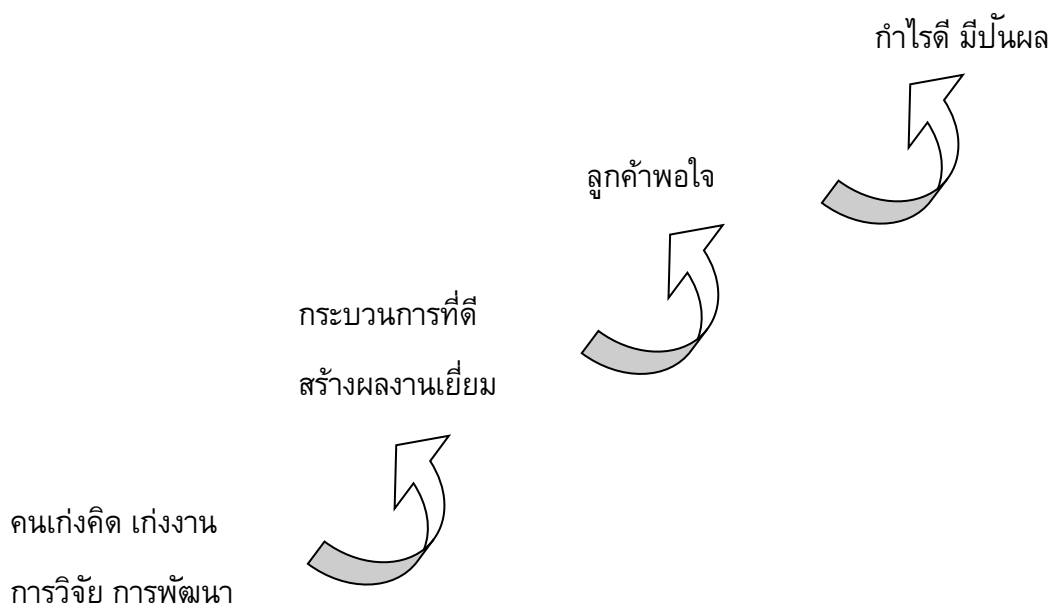 กำไรดี มีปันผล
ลูกค้าพอใจ
กระบวนการที่ดี
สร้างผลงานเยี่ยม
คนเก่งคิด เก่งงาน
การวิจัย การพัฒนา